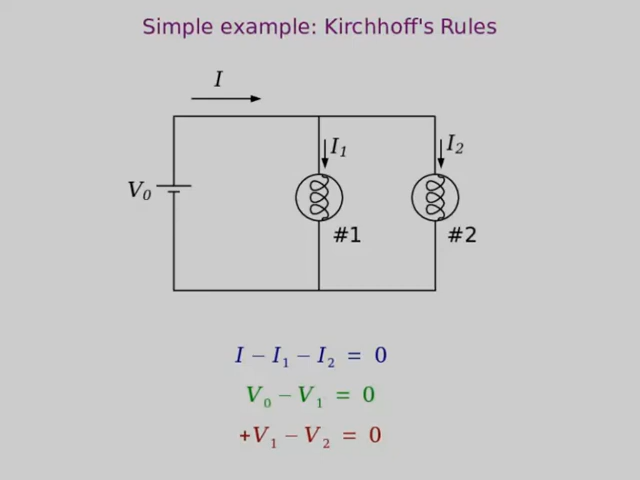 Simple example: Kirchhoff's Rules
I
I₁
I₂
V₀
#1
#2
I – I₁ – I₂ = 0
V₀ – V₁ = 0
+V₁ – V₂ = 0